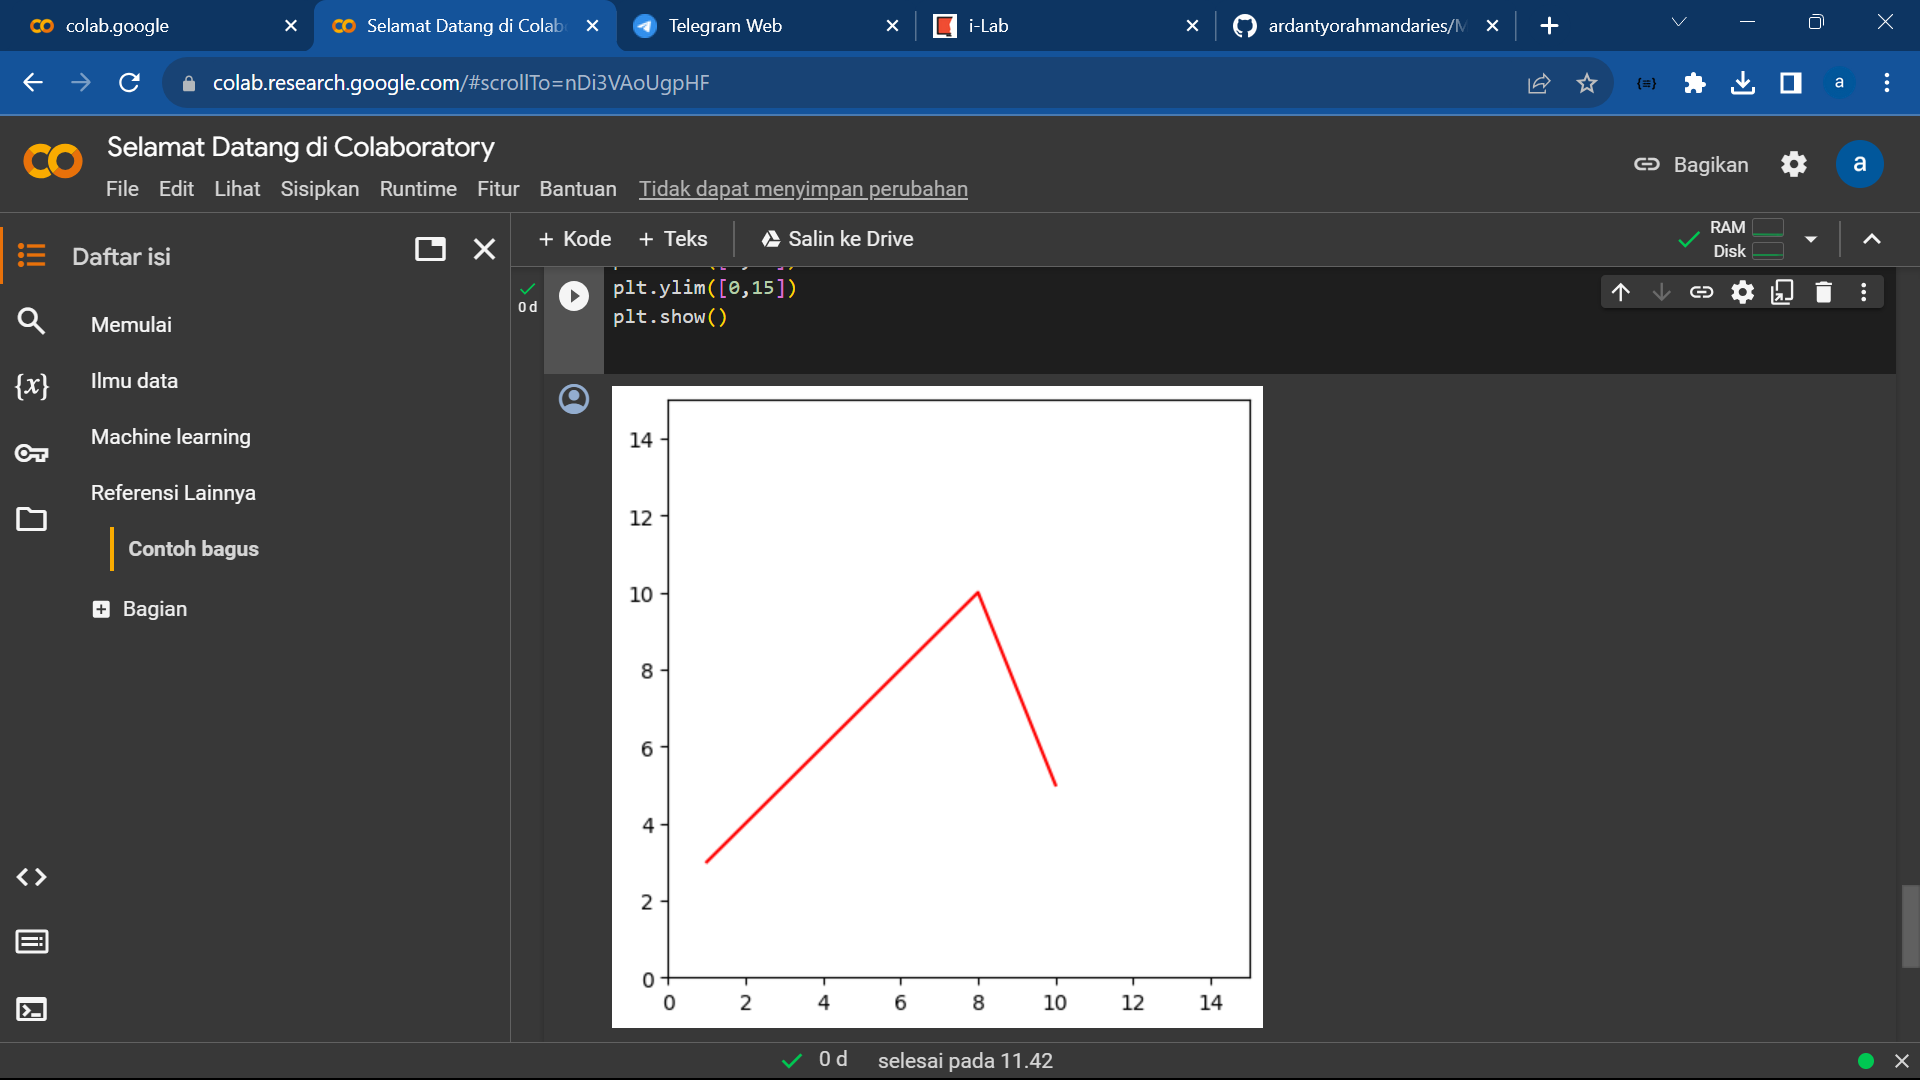 colab.google
Selamat Datang di Colab
Telegram Web
i-Lab
ardantyorahmandaries/M
colab.research.google.com/#scrollTo=nDi3VAoUgpHF
a
Selamat Datang di Colaboratory
File Edit Lihat Sisipkan Runtime Fitur Bantuan Tidak dapat menyimpan perubahan
Bagikan
a
Daftar isi
+ Kode + Teks Salin ke Drive
RAM
Disk
Memulai
Ilmu data
Machine learning
Referensi Lainnya
Contoh bagus
Bagian
{x}
0 d
plt.ylim([0,15])
plt.show()
14
12
10
8
6
4
2
0
0 2 4 6 8 10 12 14
0 d selesai pada 11.42